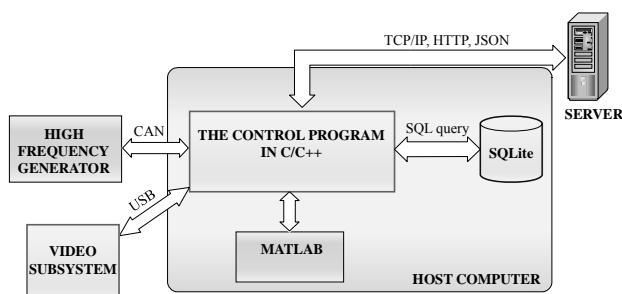 TCP/IP, HTTP, JSON
SERVER
HIGH
FREQUENCY
GENERATOR
CAN
THE CONTROL PROGRAM
IN C/C++
SQL query
SQLite
USB
VIDEO
SUBSYSTEM
MATLAB
HOST COMPUTER